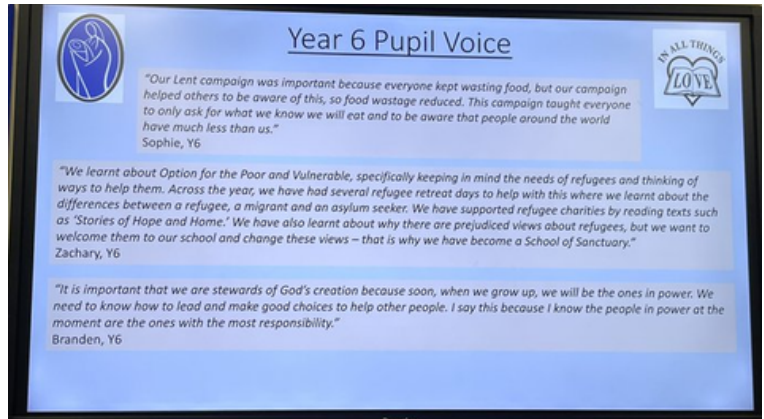 Year 6 Pupil Voice
IN ALL THINGS
LOVE
“Our Lent campaign was important because everyone kept wasting food, but our campaign
helped others to be aware of this, so food wastage reduced. This campaign taught everyone
to only ask for what we know we will eat and to be aware that people around the world
have much less than us.”
Sophie, Y6
“We learnt about Option for the Poor and Vulnerable, specifically keeping in mind the needs of refugees and thinking of
ways to help them. Across the year, we have had several refugee retreat days to help with this where we learnt about the
differences between a refugee, a migrant and an asylum seeker. We have supported refugee charities by reading texts such
as ‘Stories of Hope and Home.’ We have also learnt about why there are prejudiced views about refugees, but we want to
welcome them to our school and change these views – that is why we have become a School of Sanctuary.”
Zachary, Y6
“It is important that we are stewards of God’s creation because soon, when we grow up, we will be the ones in power. We
need to know how to lead and make good choices to help other people. I say this because I know the people in power at the
moment are the ones with the most responsibility.”
Branden, Y6